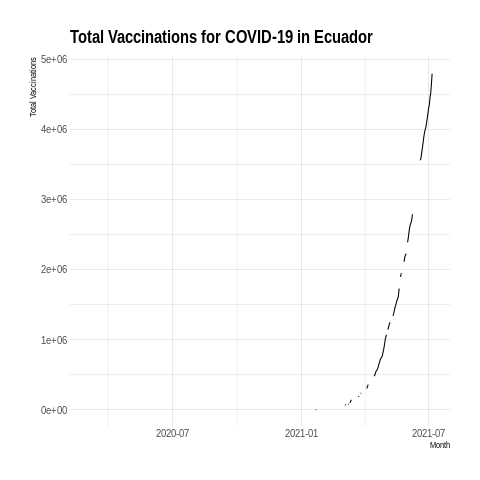 Total Vaccinations for COVID-19 in Ecuador
Total Vaccinations
5e+06
4e+06
3e+06
2e+06
1e+06
0e+00
2020-07
2021-01
2021-07
Month